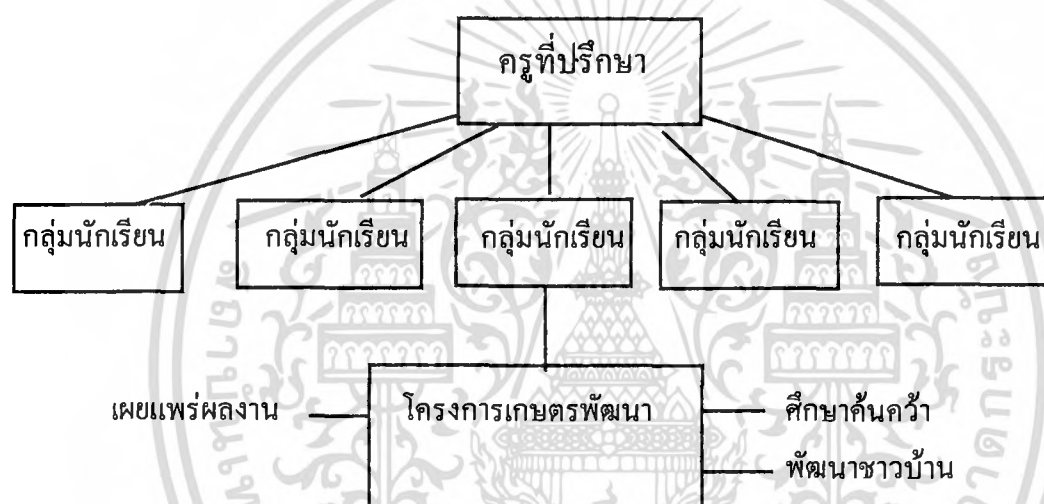 ครูที่ปรึกษา
กลุ่มนักเรียน กลุ่มนักเรียน กลุ่มนักเรียน กลุ่มนักเรียน กลุ่มนักเรียน
เผยแพร่ผลงาน โครงการเกษตรพัฒนา ศึกษาค้นคว้า
พัฒนาชาวบ้าน